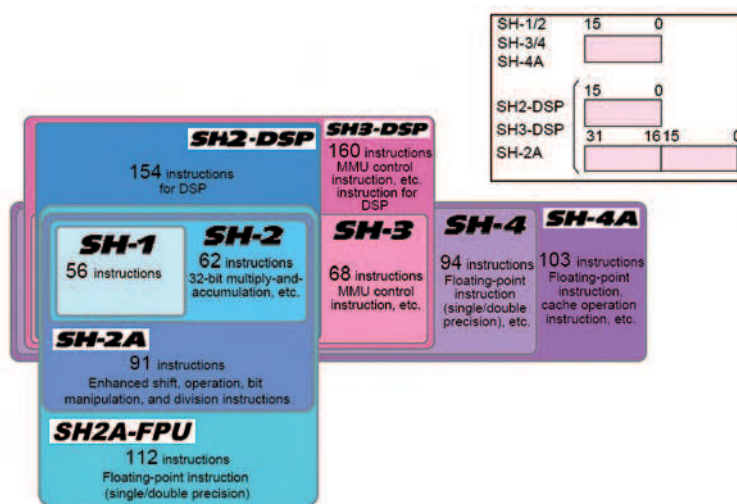 SH-1/2 15 0
SH-3/4
SH-4A
15 0
SH2-DSP
SH3-DSP 31 16 15 0
SH-2A
SH2-DSP
154 instructions
for DSP
SH3-DSP
160 instructions
MMU control
instruction, etc.
instruction for
DSP
SH-1
56 instructions
SH-2
62 instructions
32-bit multiply-and-
accumulation, etc.
SH-3
68 instructions
MMU control
instruction, etc.
SH-4
94 instructions
Floating-point
instruction
(single/double
precision), etc.
SH-4A
103 instructions
Floating-point
instruction,
cache operation
instruction, etc.
SH-2A
91 instructions
Enhanced shift, operation, bit
manipulation, and division instructions
SH2A-FPU
112 instructions
Floating-point instruction
(single/double precision)